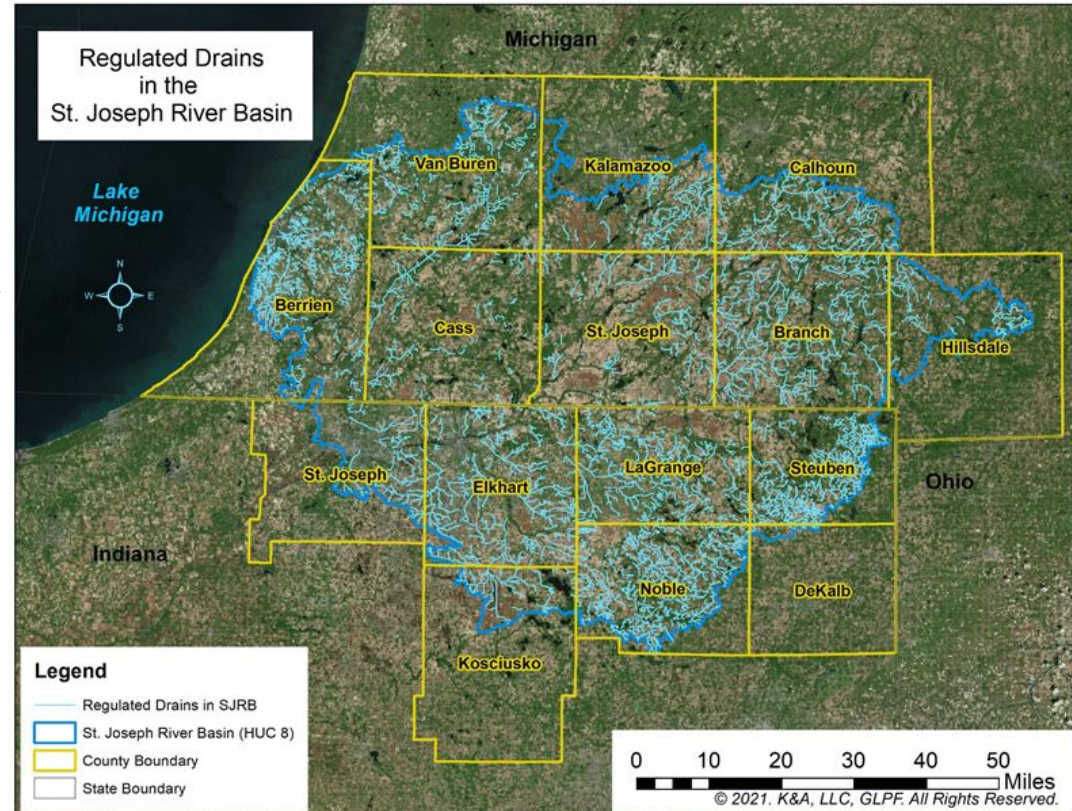 Regulated Drains
in the
St. Joseph River Basin
Michigan
Lake
Michigan
N
W E
S
Van Buren
Kalamazoo
Calhoun
Berrien
Cass
St. Joseph
Branch
Hillsdale
St. Joseph
Elkhart
LaGrange
Steuben
Ohio
Indiana
Noble
DeKalb
Kosciusko
Legend
Regulated Drains in SJRB
St. Joseph River Basin (HUC 8)
County Boundary
State Boundary
0 10 20 30 40 50
Miles
© 2021. K&A, LLC, GLPF. All Rights Reserved.